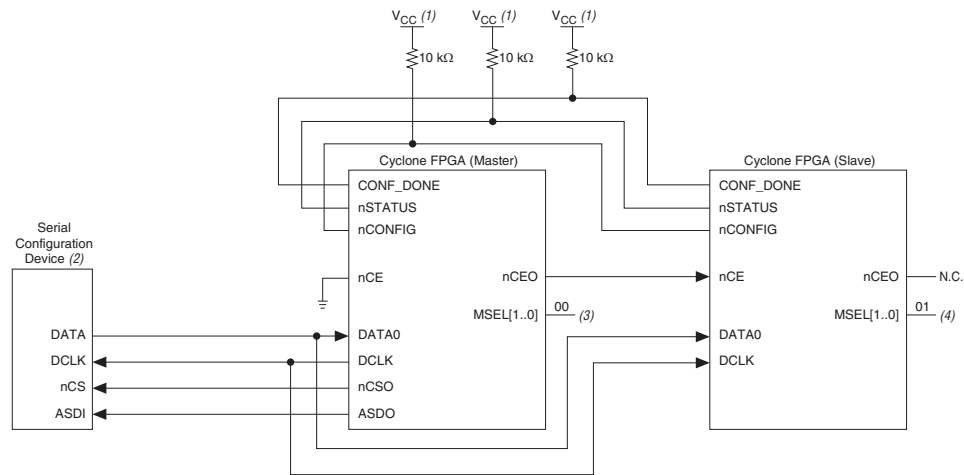 VCC (1)
VCC (1)
VCC (1)
10 kΩ
10 kΩ
10 kΩ
Cyclone FPGA (Master)
CONF_DONE
nSTATUS
nCONFIG
nCE
nCEO
MSEL[1..0]
00
(3)
DATA0
DCLK
nCSO
ASDO
Cyclone FPGA (Slave)
CONF_DONE
nSTATUS
nCONFIG
nCE
nCEO
N.C.
MSEL[1..0]
01
(4)
DATA0
DCLK
Serial
Configuration
Device (2)
DATA
DCLK
nCS
ASDI